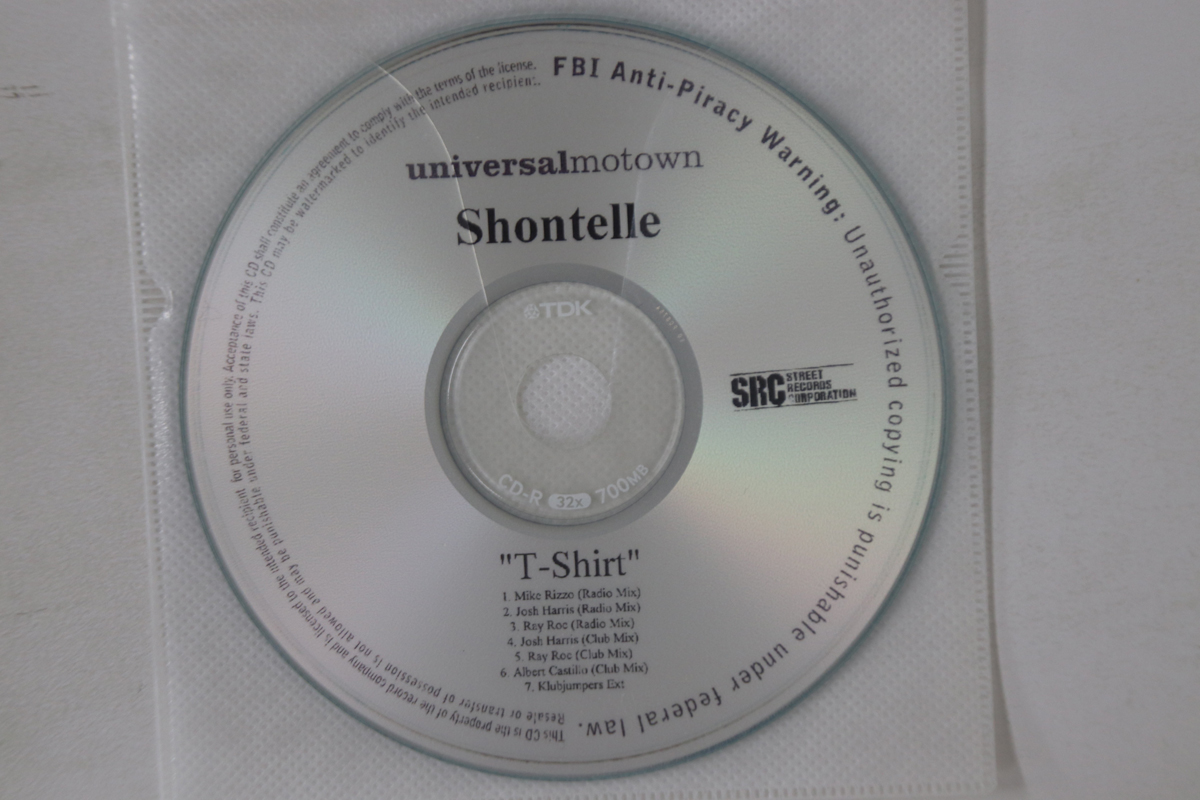 FBI Anti-Piracy Warning: Unauthorized copying is punishable under federal law.
This CD is the property of the record company and is licensed to the intended recipient for personal use only. Acceptance of this CD shall constitute an agreement to comply with the terms of the license.
Resale or transfer of possession is not allowed and may be punishable under federal and state laws. This CD may be watermarked to identify the intended recipient.
universalmotown
Shontelle
TDK
SRC STREET
RECORDS
CORPORATION
CD-R 32x 700MB
"T-Shirt"
1. Mike Rizzo (Radio Mix)
2. Josh Harris (Radio Mix)
3. Ray Roc (Radio Mix)
4. Josh Harris (Club Mix)
5. Ray Roc (Club Mix)
6. Albert Castillo (Club Mix)
7. Klubjumpers Ext